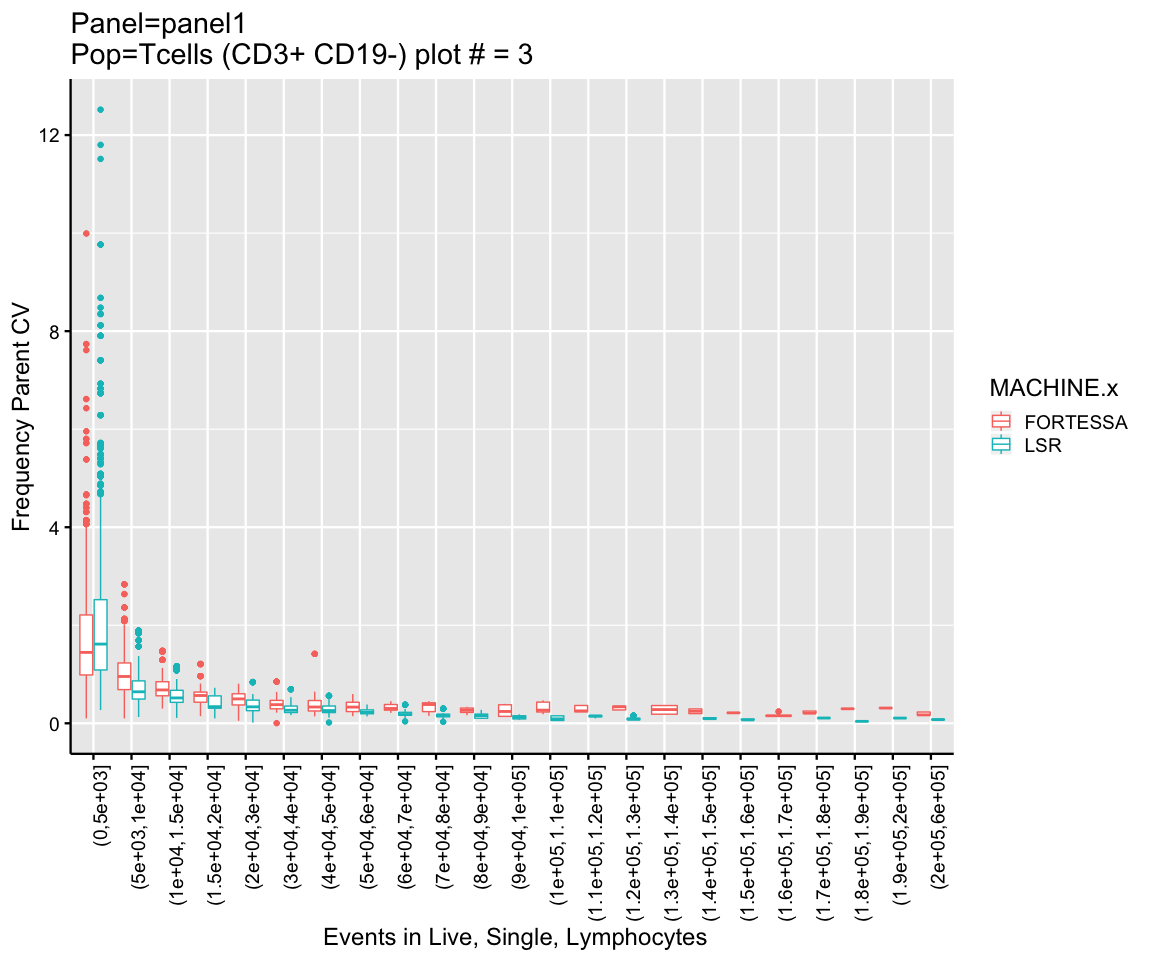 Panel=panel1
Pop=Tcells (CD3+ CD19-) plot # = 3
12
8
4
0
Frequency Parent CV
(0,5e+03]
(5e+03,1e+04]
(1e+04,1.5e+04]
(1.5e+04,2e+04]
(2e+04,3e+04]
(3e+04,4e+04]
(4e+04,5e+04]
(5e+04,6e+04]
(6e+04,7e+04]
(7e+04,8e+04]
(8e+04,9e+04]
(9e+04,1e+05]
(1e+05,1.1e+05]
(1.1e+05,1.2e+05]
(1.2e+05,1.3e+05]
(1.3e+05,1.4e+05]
(1.4e+05,1.5e+05]
(1.5e+05,1.6e+05]
(1.6e+05,1.7e+05]
(1.7e+05,1.8e+05]
(1.8e+05,1.9e+05]
(1.9e+05,2e+05]
(2e+05,6e+05]
Events in Live, Single, Lymphocytes
MACHINE.x
FORTESSA
LSR